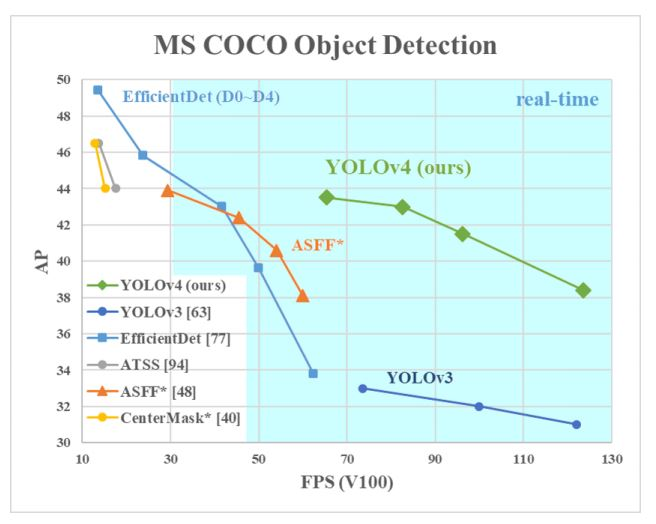 MS COCO Object Detection
50
48
46
44
42
40
38
36
34
32
30
AP
EfficientDet (D0~D4)
real-time
YOLOv4 (ours)
ASFF*
YOLOv3
YOLOv4 (ours)
YOLOv3 [63]
EfficientDet [77]
ATSS [94]
ASFF* [48]
CenterMask* [40]
10 30 50 70 90 110 130
FPS (V100)